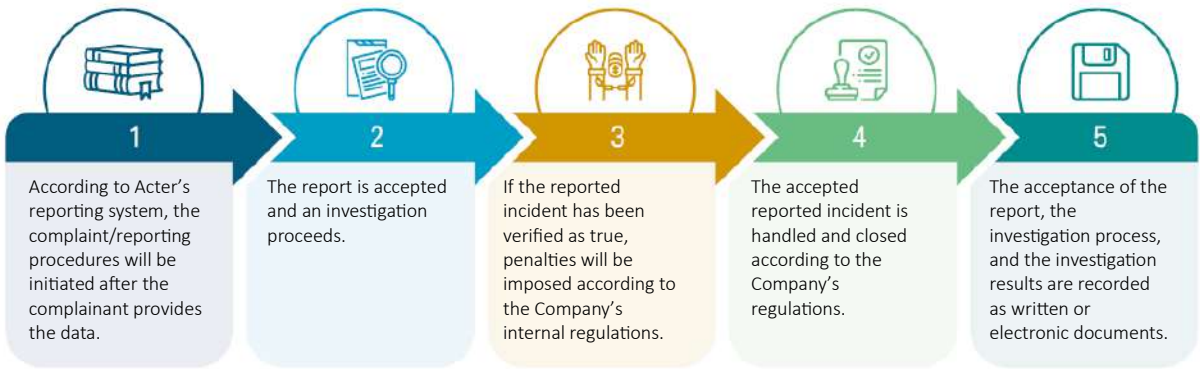 1
According to Acter’s
reporting system, the
complaint/reporting
procedures will be
initiated after the
complainant provides
the data.
2
The report is accepted
and an investigation
proceeds.
3
If the reported
incident has been
verified as true,
penalties will be
imposed according to
the Company’s
internal regulations.
4
The accepted
reported incident is
handled and closed
according to the
Company’s
regulations.
5
The acceptance of the
report, the
investigation process,
and the investigation
results are recorded
as written or
electronic documents.